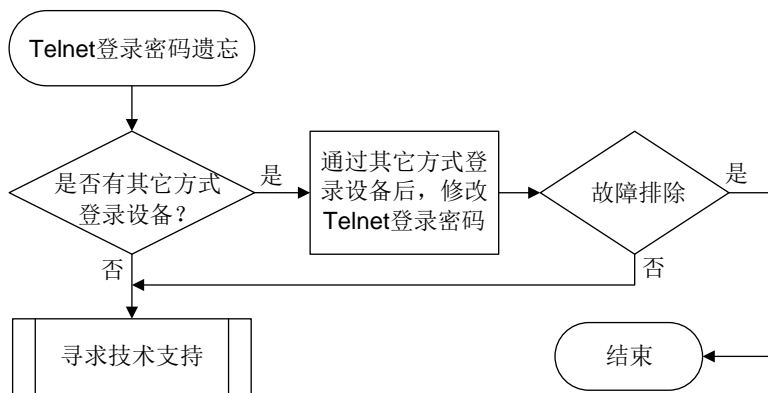 Telnet登录密码遗忘
是否有其它方式
登录设备？
是
通过其它方式登
录设备后，修改
Telnet登录密码
故障排除
是
否
否
寻求技术支持
结束